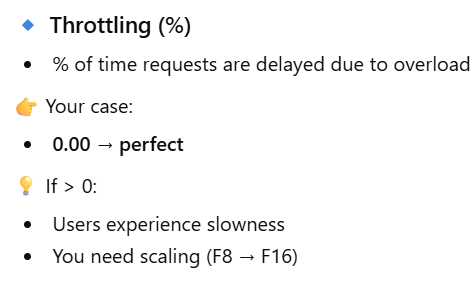 🔹 Throttling (%)
• % of time requests are delayed due to overload
👉 Your case:
• 0.00 → perfect
💡 If > 0:
• Users experience slowness
• You need scaling (F8 → F16)